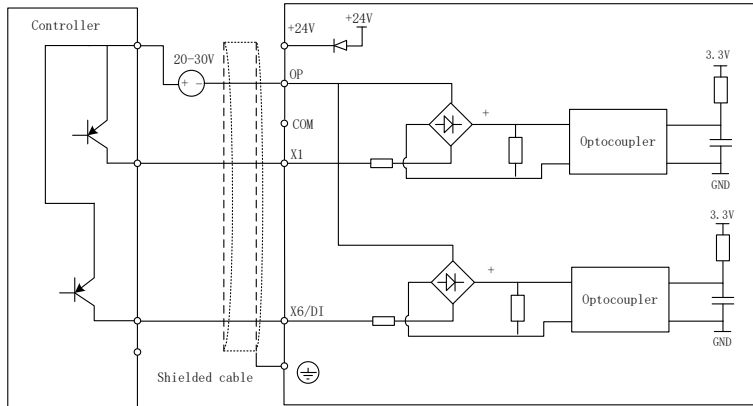 Controller
+24V
+24V
20-30V
+ -
OP
3.3V
COM
+
Optocoupler
X1
GND
3.3V
+
Optocoupler
X6/DI
GND
Shielded cable